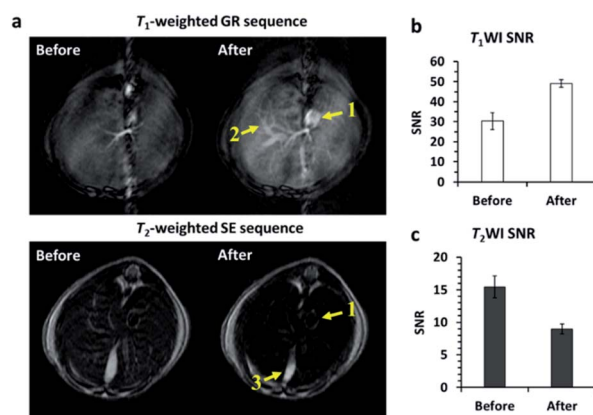 a
T₁-weighted GR sequence
Before
After
1
2
T₂-weighted SE sequence
Before
After
1
3
b
T₁WI SNR
SNR
60
50
40
30
20
10
0
Before
After
c
T₂WI SNR
SNR
20
15
10
5
0
Before
After